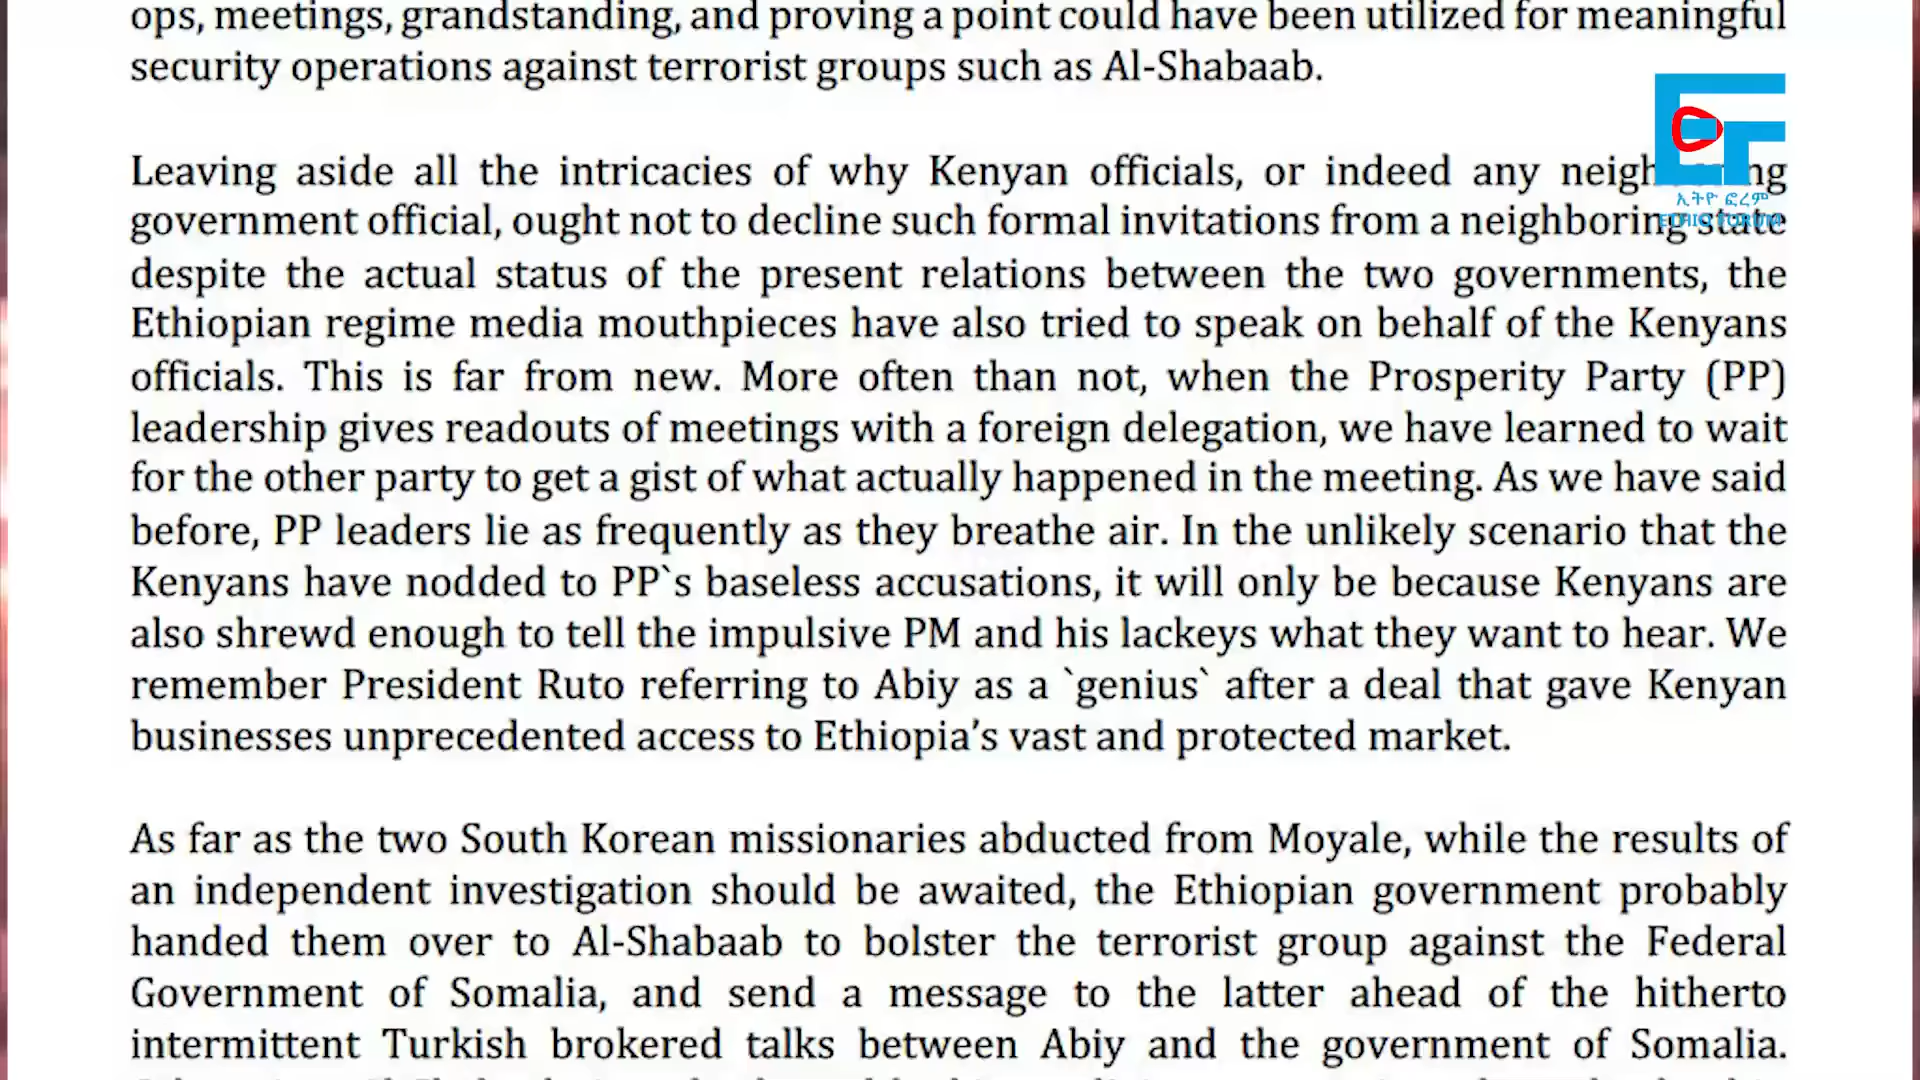 ops, meetings, grandstanding, and proving a point could have been utilized for meaningful
security operations against terrorist groups such as Al-Shabaab.
Leaving aside all the intricacies of why Kenyan officials, or indeed any
government official, ought not to decline such formal invitations from a neighboring state
ኢትዮ ፎረም
ETHIO FORUM
despite the actual status of the present relations between the two governments, the
Ethiopian regime media mouthpieces have also tried to speak on behalf of the Kenyans
officials. This is far from new. More often than not, when the Prosperity Party (PP)
leadership gives readouts of meetings with a foreign delegation, we have learned to wait
for the other party to get a gist of what actually happened in the meeting. As we have said
before, PP leaders lie as frequently as they breathe air. In the unlikely scenario that the
Kenyans have nodded to PP`s baseless accusations, it will only be because Kenyans are
also shrewd enough to tell the impulsive PM and his lackeys what they want to hear. We
remember President Ruto referring to Abiy as a `genius` after a deal that gave Kenyan
businesses unprecedented access to Ethiopia’s vast and protected market.
As far as the two South Korean missionaries abducted from Moyale, while the results of
an independent investigation should be awaited, the Ethiopian government probably
handed them over to Al-Shabaab to bolster the terrorist group against the Federal
Government of Somalia, and send a message to the latter ahead of the hitherto
intermittent Turkish brokered talks between Abiy and the government of Somalia.